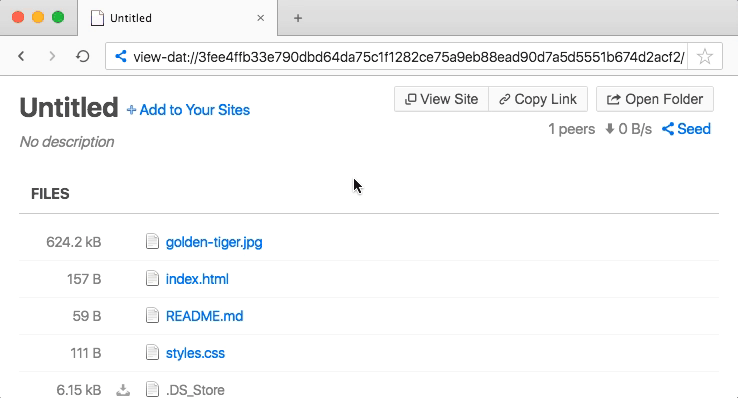 Untitled
view-dat://3fee4ffb33e790dbd64da75c1f1282ce75a9eb88ead90d7a5d5551b674d2acf2/
Untitled Add to Your Sites View Site Copy Link Open Folder
1 peers 0 B/s Seed
No description
FILES
624.2 kB golden-tiger.jpg
157 B index.html
59 B README.md
111 B styles.css
6.15 kB .DS_Store